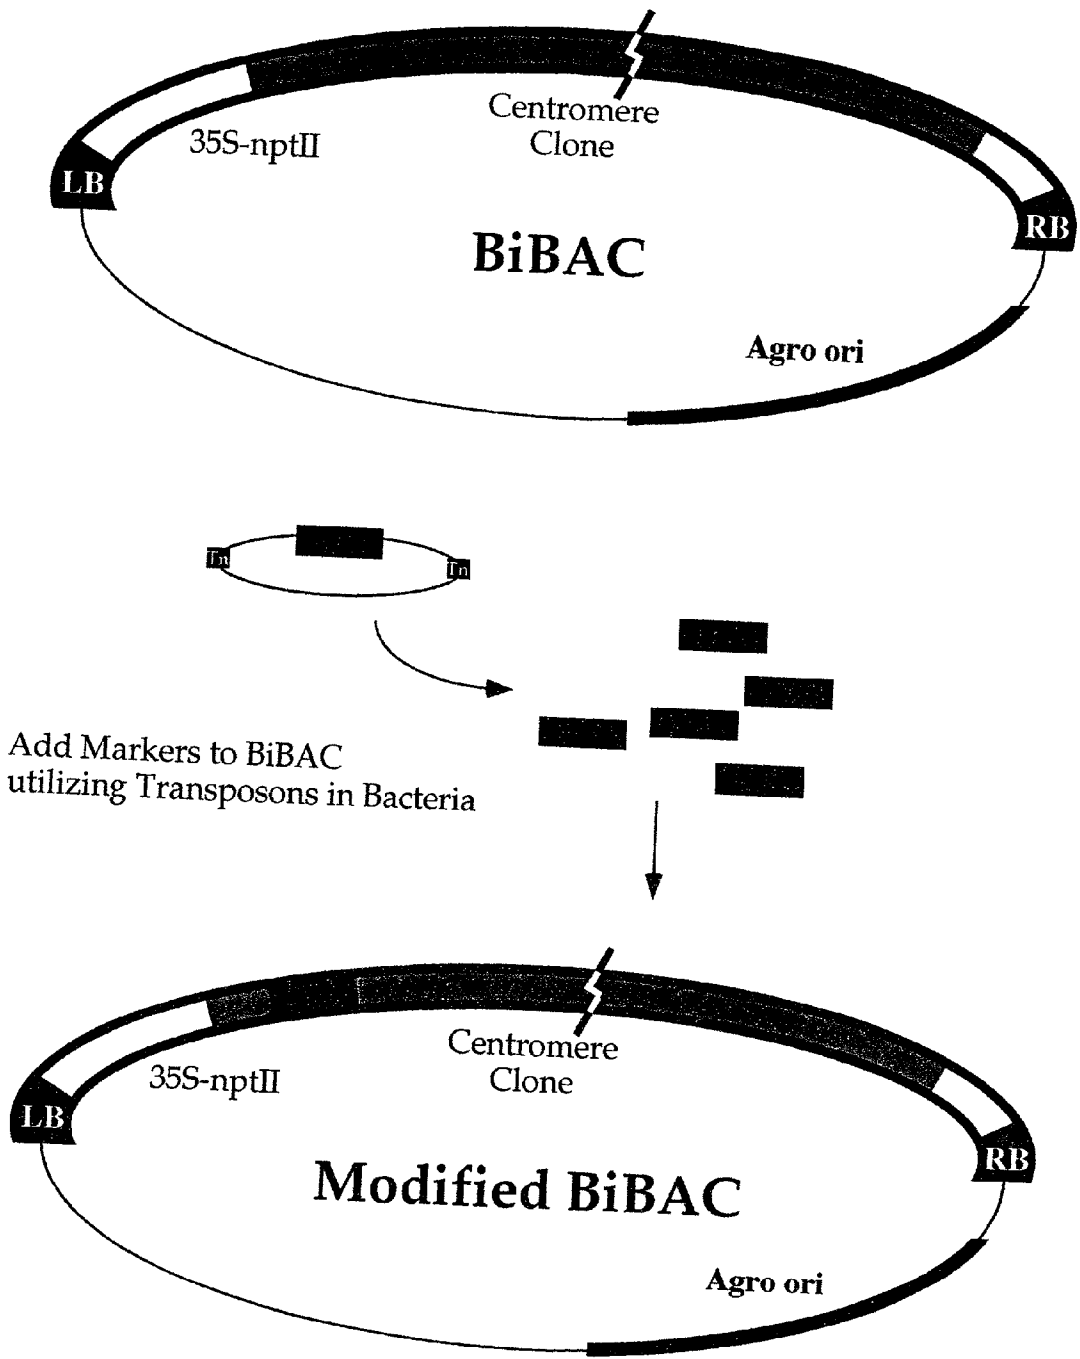 Centromere
Clone
35S-nptII
LB
RB
BiBAC
Agro ori
Tn
Tn
Add Markers to BiBAC
utilizing Transposons in Bacteria
Centromere
Clone
35S-nptII
LB
RB
Modified BiBAC
Agro ori